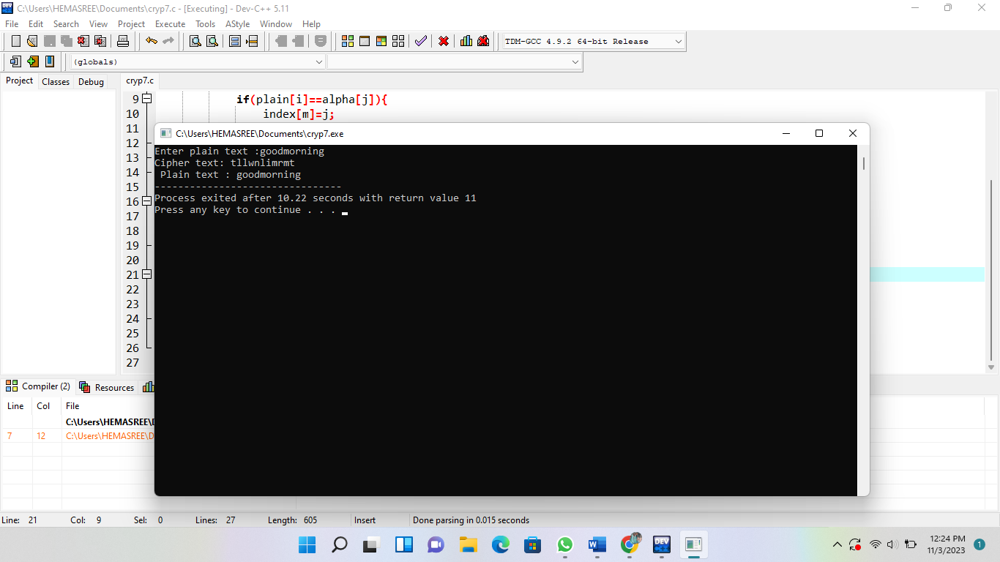 C:\Users\HEMASREE\Documents\cryp7.c - [Executing] - Dev-C++ 5.11
File Edit Search View Project Execute Tools AStyle Window Help
TDM-GCC 4.9.2 64-bit Release
(globals)
Project Classes Debug cryp7.c
9 if(plain[i]==alpha[j]){
10 index[m]=j;
11
12
13
14
15
16
17
18
19
20
21
22
23
24
25
26
27
C:\Users\HEMASREE\Documents\cryp7.exe
Enter plain text :goodmorning
Cipher text: tllwnlimrmt
 Plain text : goodmorning
--------------------------------
Process exited after 10.22 seconds with return value 11
Press any key to continue . . .
Compiler (2) Resources
Line Col File
C:\Users\HEMASREE\D
7 12 C:\Users\HEMASREE\D
Line: 21 Col: 9 Sel: 0 Lines: 27 Length: 605 Insert Done parsing in 0.015 seconds
DEV
12:24 PM
11/3/2023
1